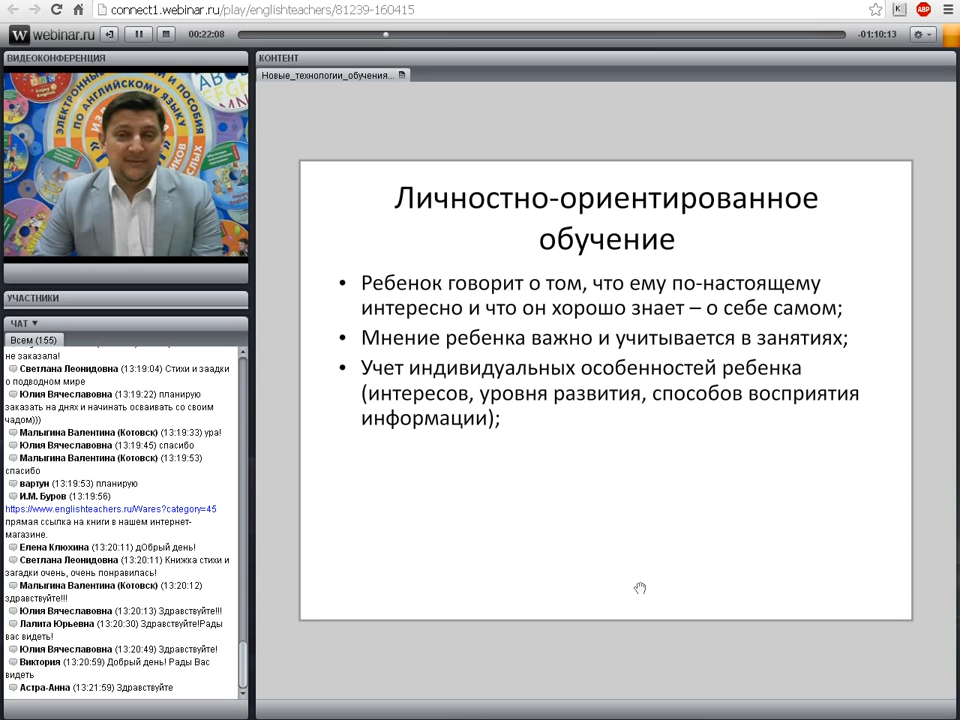 connect1.webinar.ru/play/englishteachers/81239-160415
K
ABP
W webinar.ru
00:22:08
-01:10:13
ВИДЕОКОНФЕРЕНЦИЯ
ЭЛЕКТРОННЫЕ
И ПОСОБИЯ
ПО АНГЛИЙСКОМУ ЯЗЫКУ
УЧАСТНИКИ
ЧАТ
Всем (155)
не заказала!
Светлана Леонидовна (13:19:04) Стихи и заадки
о подводном мире
Юлия Вячеславовна (13:19:22) планирую
заказать на днях и начинать осваивать со своим
чадом)))
Малыгина Валентина (Котовск) (13:19:33) ура!
Юлия Вячеславовна (13:19:45) спасибо
Малыгина Валентина (Котовск) (13:19:53)
спасибо
вартун (13:19:53) планирую
И.М. Буров (13:19:56)
https://www.englishteachers.ru/Wares?category=45
прямая ссылка на книги в нашем интернет-
магазине.
Елена Клюхина (13:20:11) дОбрый день!
Светлана Леонидовна (13:20:11) Книжка стихи и
загадки очень, очень понравилась!
Малыгина Валентина (Котовск) (13:20:12)
здравствуйте!!!
Юлия Вячеславовна (13:20:13) Здравствуйте!!!
Лалита Юрьевна (13:20:30) Здравствуйте!Рады
вас видеть!
Юлия Вячеславовна (13:20:49) Здравствуйте!
Виктория (13:20:59) Добрый день! Рады Вас
видеть
Астра-Анна (13:21:59) Здравствуйте
КОНТЕНТ
Новые_технологии_обучения...
Личностно-ориентированное
обучение
• Ребенок говорит о том, что ему по-настоящему
интересно и что он хорошо знает – о себе самом;
• Мнение ребенка важно и учитывается в занятиях;
• Учет индивидуальных особенностей ребенка
(интересов, уровня развития, способов восприятия
информации);